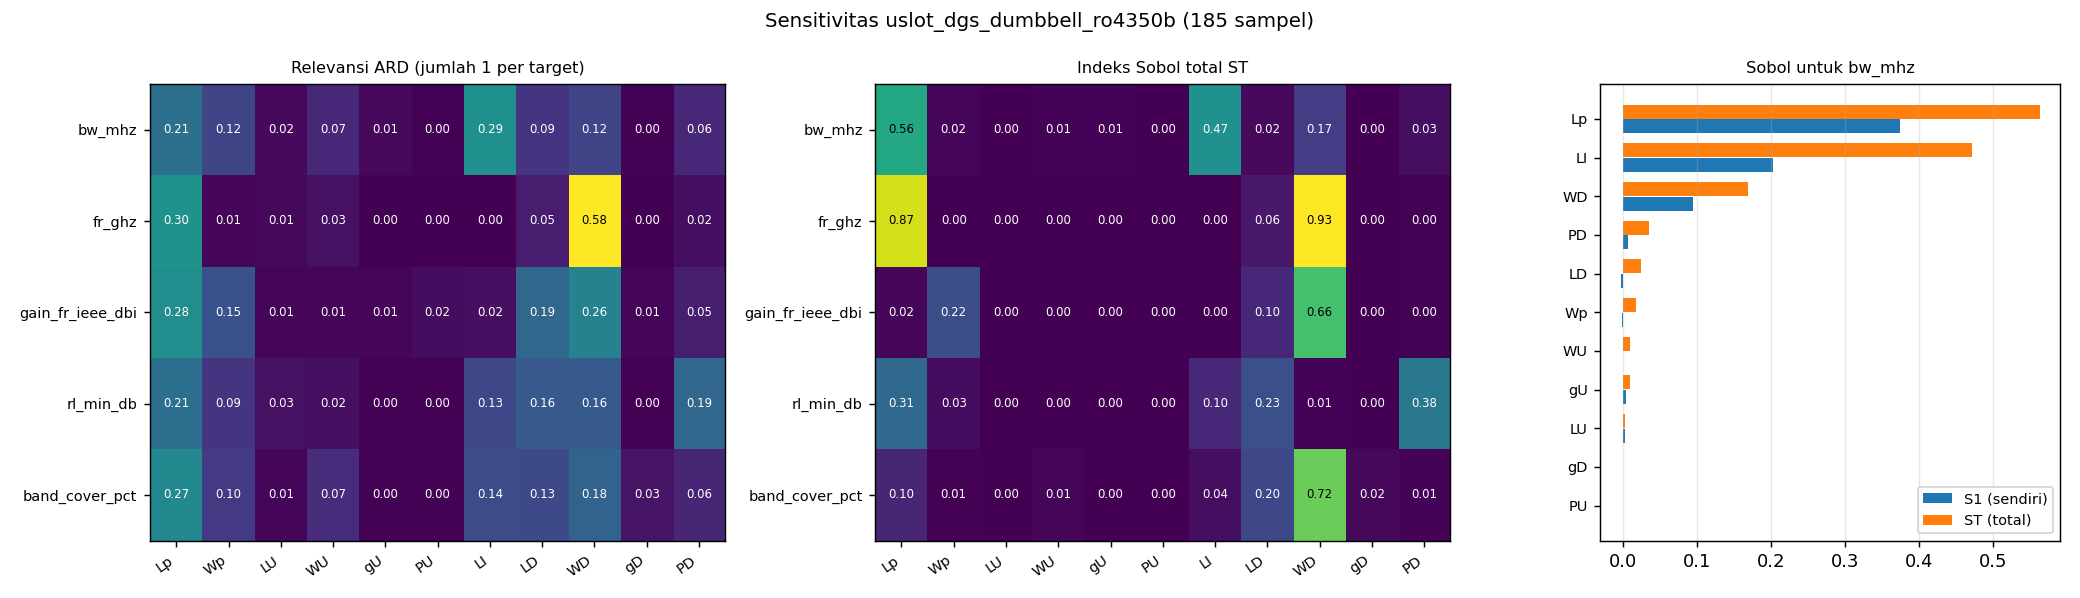 Sensitivitas uslot_dgs_dumbbell_ro4350b (185 sampel)
Relevansi ARD (jumlah 1 per target)
bw_mhz 0.21 0.12 0.02 0.07 0.01 0.00 0.29 0.09 0.12 0.00 0.06
fr_ghz 0.30 0.01 0.01 0.03 0.00 0.00 0.00 0.05 0.58 0.00 0.02
gain_fr_ieee_dbi 0.28 0.15 0.01 0.01 0.01 0.02 0.02 0.19 0.26 0.01 0.05
rl_min_db 0.21 0.09 0.03 0.02 0.00 0.00 0.13 0.16 0.16 0.00 0.19
band_cover_pct 0.27 0.10 0.01 0.07 0.00 0.00 0.14 0.13 0.18 0.03 0.06
Lp Wp LU WU gU PU LI LD WD gD PD
Indeks Sobol total ST
bw_mhz 0.56 0.02 0.00 0.01 0.01 0.00 0.47 0.02 0.17 0.00 0.03
fr_ghz 0.87 0.00 0.00 0.00 0.00 0.00 0.00 0.06 0.93 0.00 0.00
gain_fr_ieee_dbi 0.02 0.22 0.00 0.00 0.00 0.00 0.00 0.10 0.66 0.00 0.00
rl_min_db 0.31 0.03 0.00 0.00 0.00 0.00 0.10 0.23 0.01 0.00 0.38
band_cover_pct 0.10 0.01 0.00 0.01 0.00 0.00 0.04 0.20 0.72 0.02 0.01
Lp Wp LU WU gU PU LI LD WD gD PD
Sobol untuk bw_mhz
Lp
LI
WD
PD
LD
Wp
WU
gU
LU
gD
PU
S1 (sendiri)
ST (total)
0.0 0.1 0.2 0.3 0.4 0.5